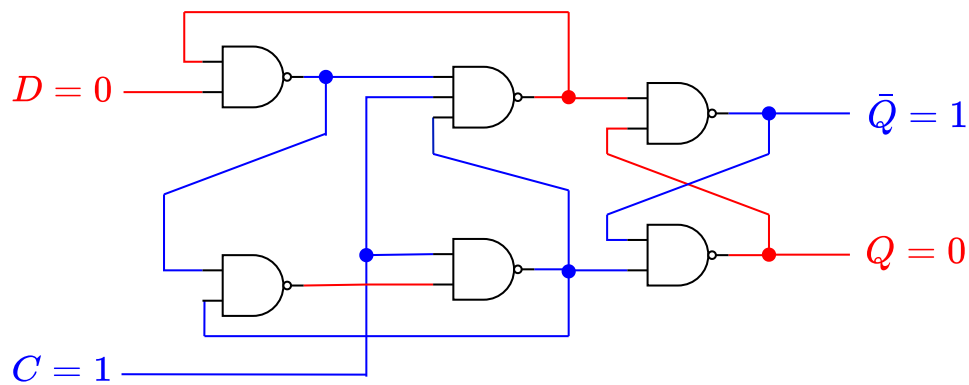 D = 0
Q̄ = 1
Q = 0
C = 1